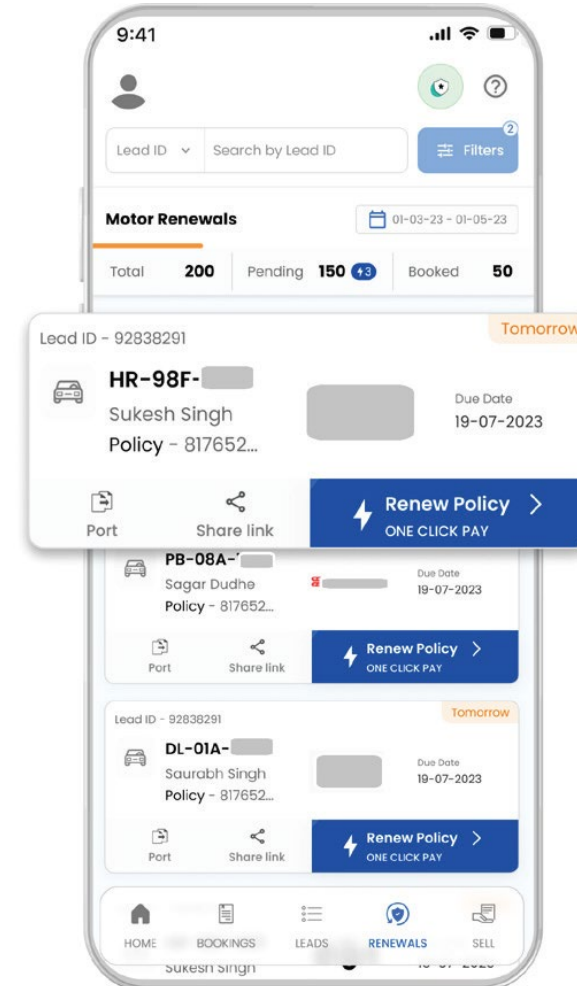 9:41
Lead ID Search by Lead ID Filters 2
Motor Renewals 01-03-23 - 01-05-23
Total 200 Pending 150 3 Booked 50
Lead ID - 92838291 Tomorrow
HR-98F-
Sukesh Singh
Policy - 817652...
Due Date
19-07-2023
Port Share link Renew Policy
ONE CLICK PAY
PB-08A-
Sagar Dudhe
Policy - 817652...
Due Date
19-07-2023
Port Share link Renew Policy
ONE CLICK PAY
Lead ID - 92838291 Tomorrow
DL-01A-
Saurabh Singh
Policy - 817652...
Due Date
19-07-2023
Port Share link Renew Policy
ONE CLICK PAY
HOME BOOKINGS LEADS RENEWALS SELL
Sukesh Singh